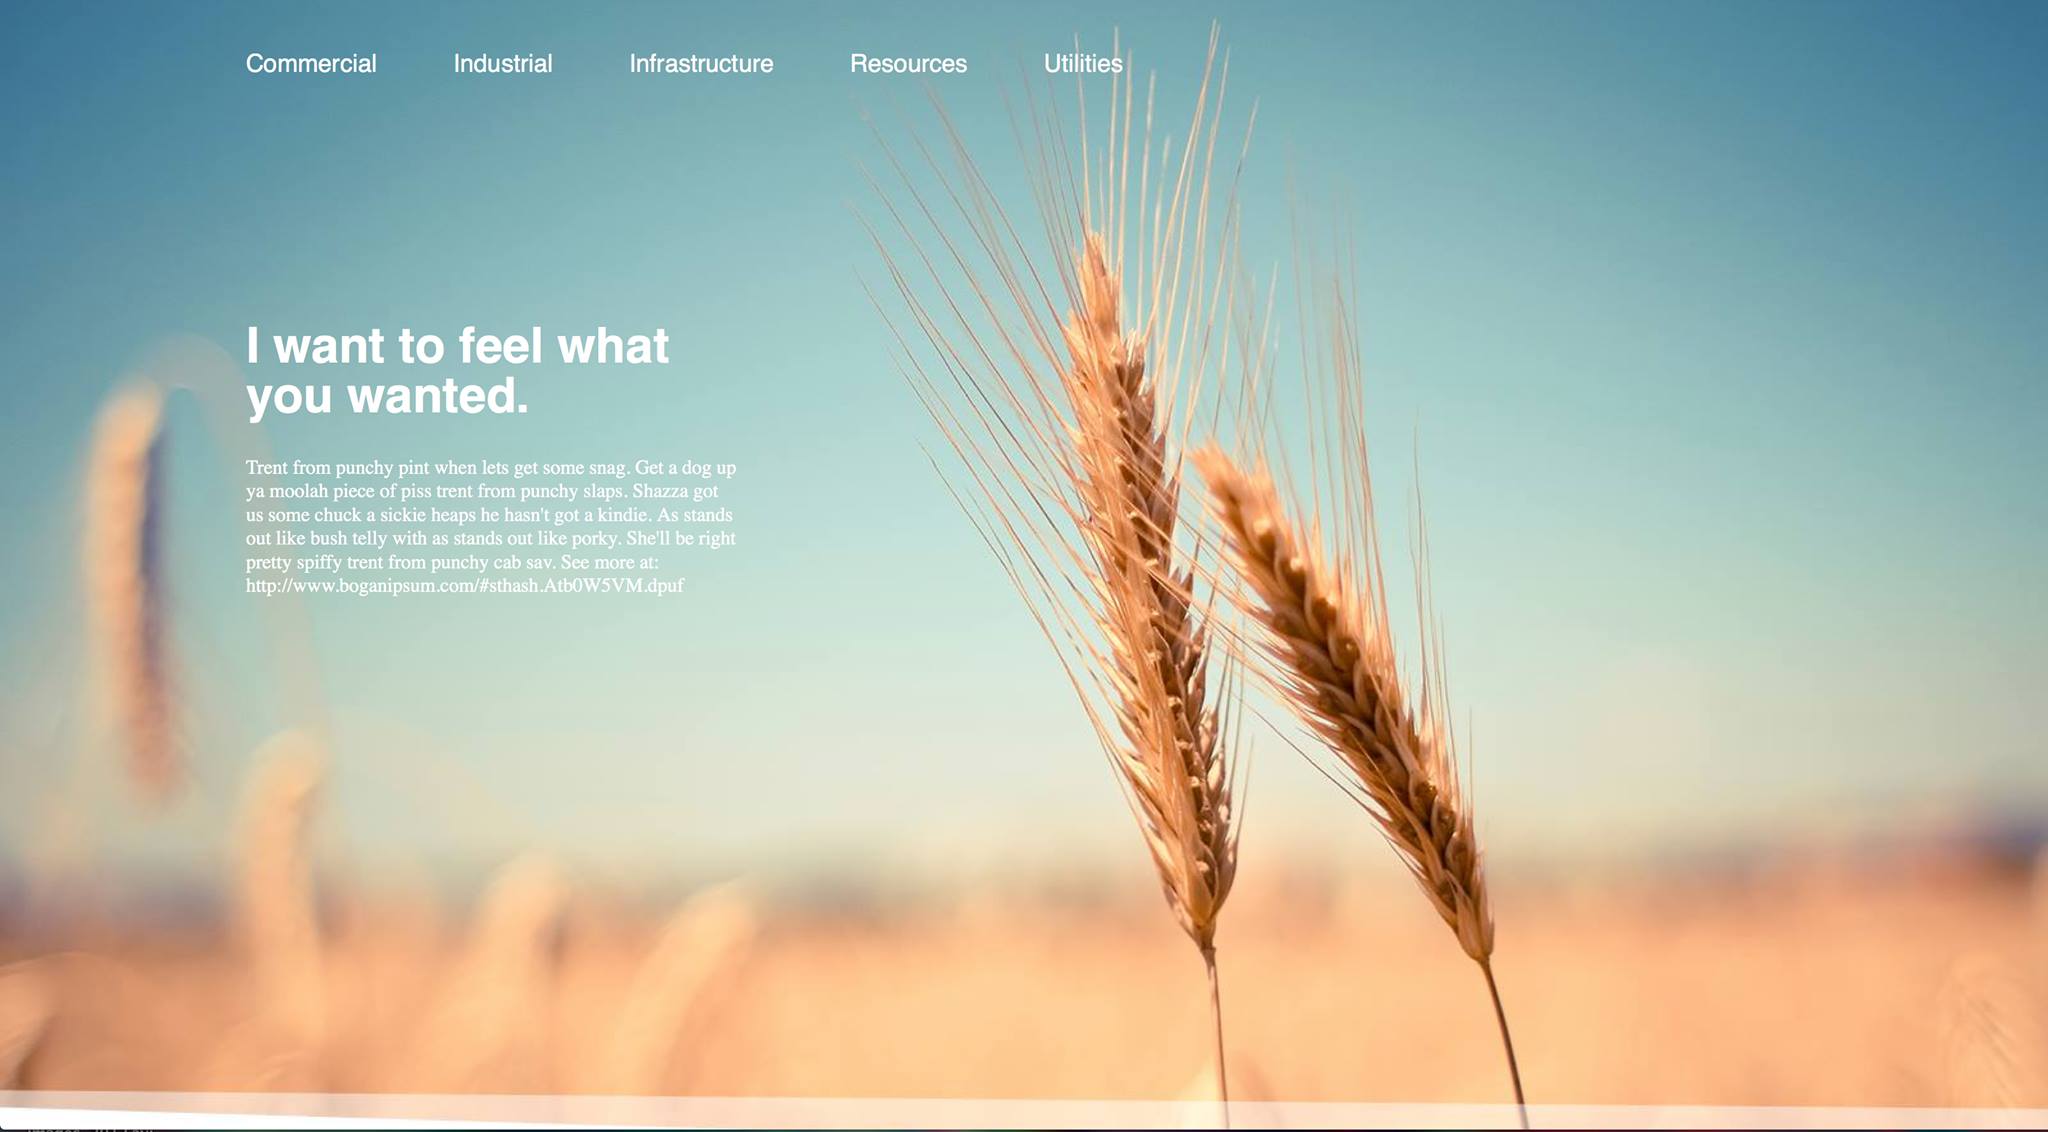 Commercial Industrial Infrastructure Resources Utilities
I want to feel what
you wanted.
Trent from punchy pint when lets get some snag. Get a dog up
ya moolah piece of piss trent from punchy slaps. Shazza got
us some chuck a sickie heaps he hasn't got a kindie. As stands
out like bush telly with as stands out like porky. She'll be right
pretty spiffy trent from punchy cab sav. See more at:
http://www.boganipsum.com/#sthash.Atb0W5VM.dpuf